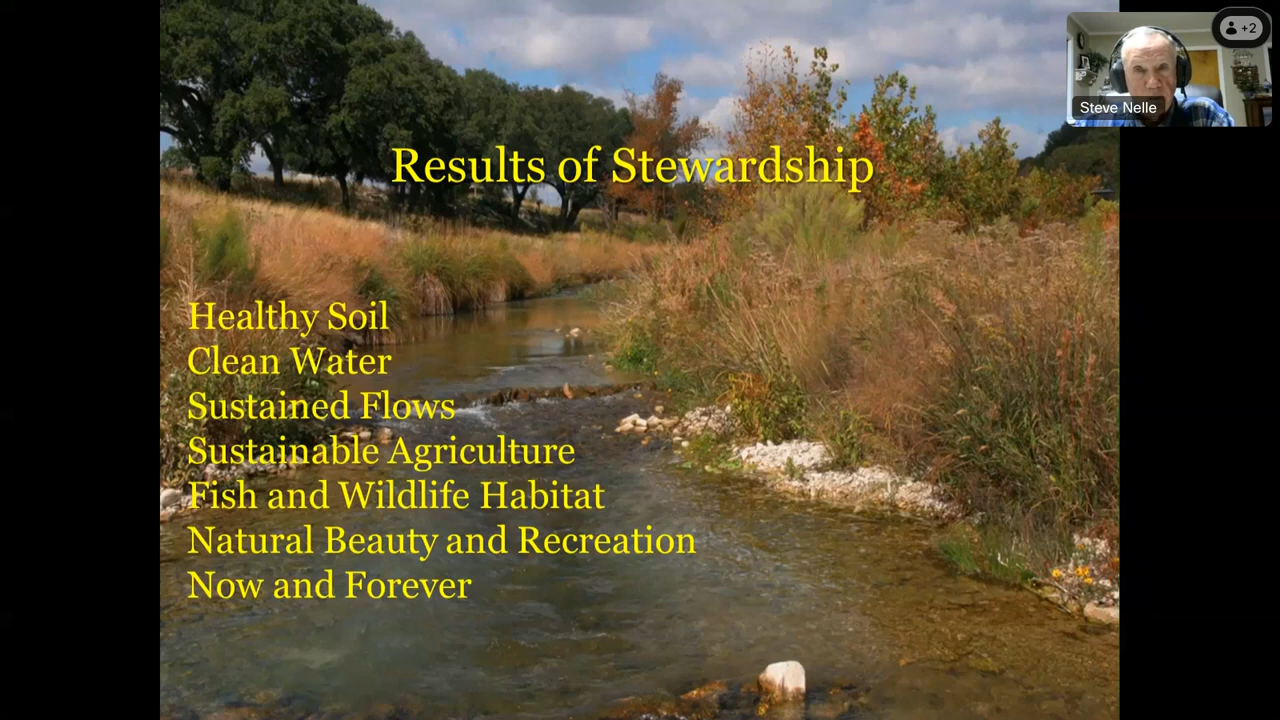 +2
Steve Nelle
Results of Stewardship
Healthy Soil
Clean Water
Sustained Flows
Sustainable Agriculture
Fish and Wildlife Habitat
Natural Beauty and Recreation
Now and Forever